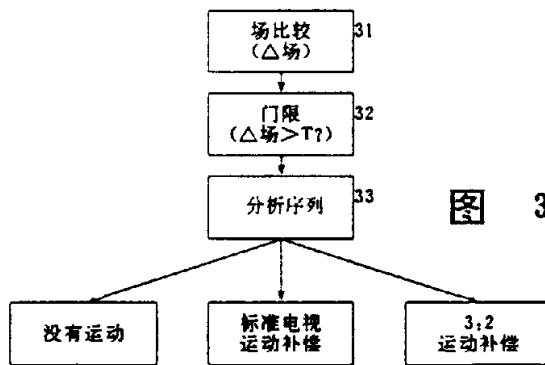 场比较
(△场)
31
门限
(△场>T?)
32
分析序列
33
图 3
没有运动
标准电视
运动补偿
3:2
运动补偿